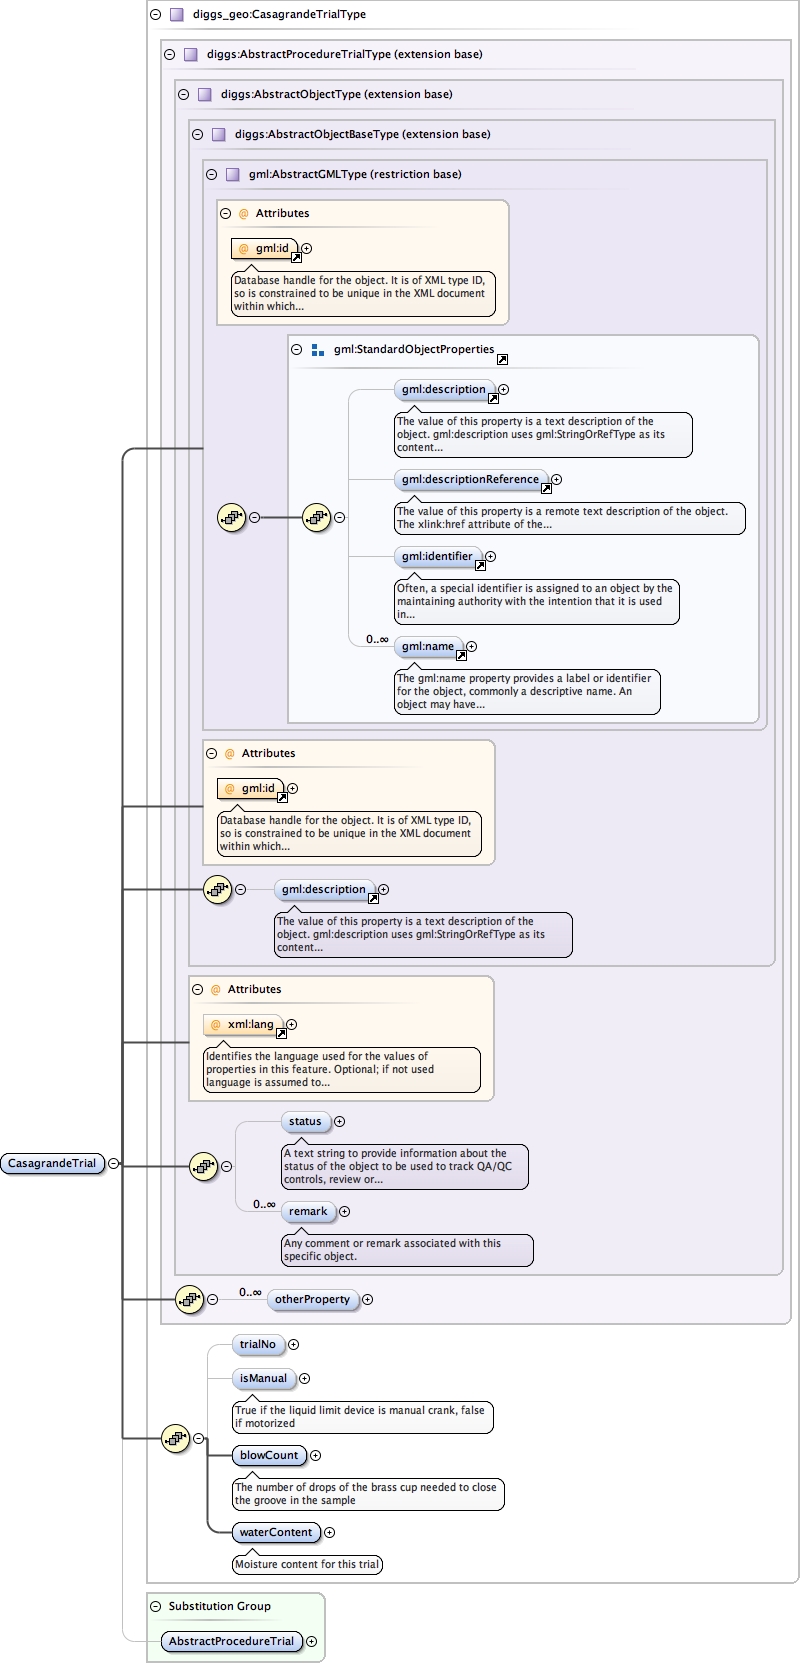 diggs_geo:CasagrandeTrialType
diggs:AbstractProcedureTrialType (extension base)
diggs:AbstractObjectType (extension base)
diggs:AbstractObjectBaseType (extension base)
gml:AbstractGMLType (restriction base)
@ Attributes
@ gml:id
Database handle for the object. It is of XML type ID,
so is constrained to be unique in the XML document
within which...
gml:StandardObjectProperties
gml:description
The value of this property is a text description of the
object. gml:description uses gml:StringOrRefType as its
content...
gml:descriptionReference
The value of this property is a remote text description of the object.
The xlink:href attribute of the...
gml:identifier
Often, a special identifier is assigned to an object by the
maintaining authority with the intention that it is used
in...
0..∞
gml:name
The gml:name property provides a label or identifier
for the object, commonly a descriptive name. An
object may have...
@ Attributes
@ gml:id
Database handle for the object. It is of XML type ID,
so is constrained to be unique in the XML document
within which...
gml:description
The value of this property is a text description of the
object. gml:description uses gml:StringOrRefType as its
content...
@ Attributes
@ xml:lang
Identifies the language used for the values of
properties in this feature. Optional; if not used
language is assumed to...
status
A text string to provide information about the
status of the object to be used to track QA/QC
controls, review or...
CasagrandeTrial
0..∞
remark
Any comment or remark associated with this
specific object.
0..∞
otherProperty
trialNo
isManual
True if the liquid limit device is manual crank, false
if motorized
blowCount
The number of drops of the brass cup needed to close
the groove in the sample
waterContent
Moisture content for this trial
Substitution Group
AbstractProcedureTrial